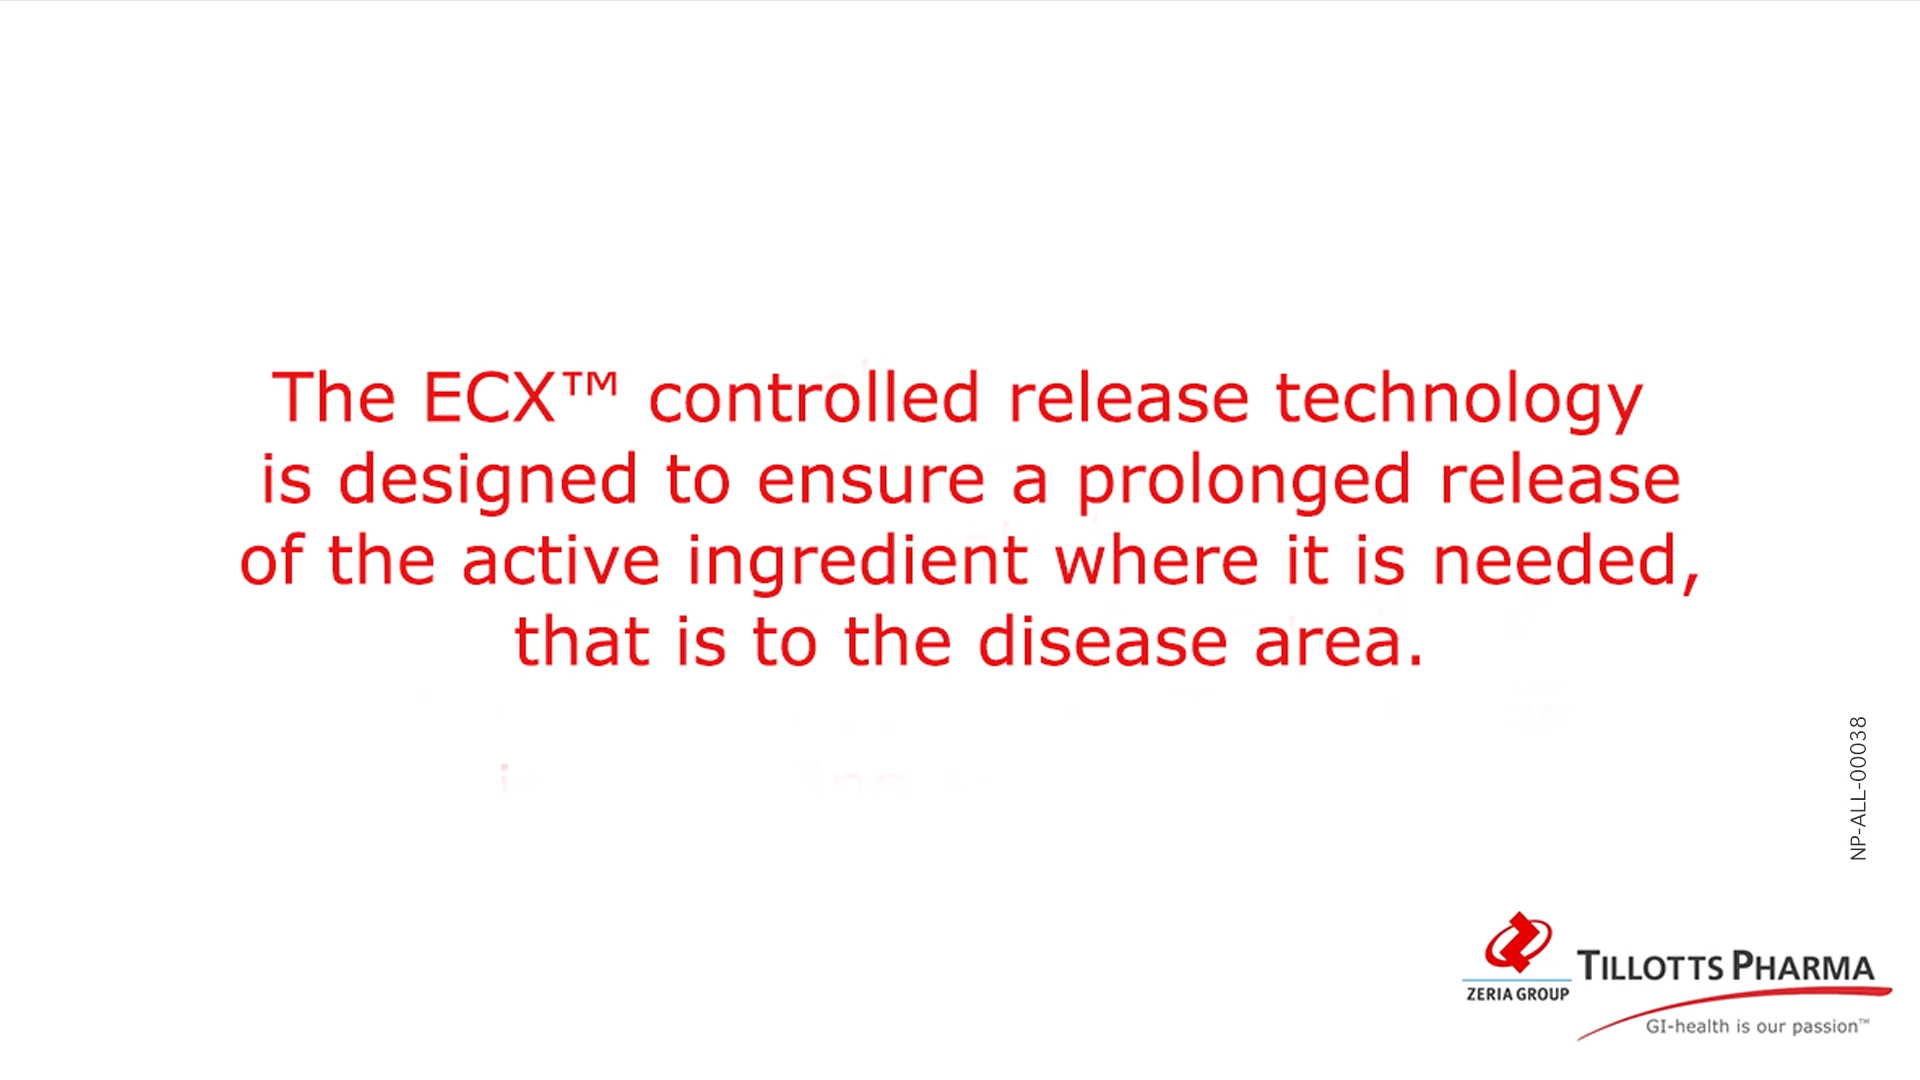 The ECX™ controlled release technology
is designed to ensure a prolonged release
of the active ingredient where it is needed,
that is to the disease area.
NP-ALL-00038
ZERIA GROUP
TILLOTTS PHARMA
GI-health is our passion™